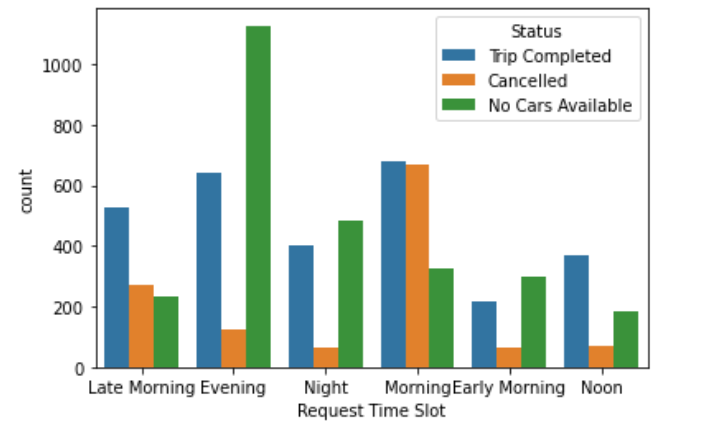 Status
Trip Completed
Cancelled
No Cars Available
1000
800
600
400
200
0
count
Late Morning Evening Night Morning Early Morning Noon
Request Time Slot